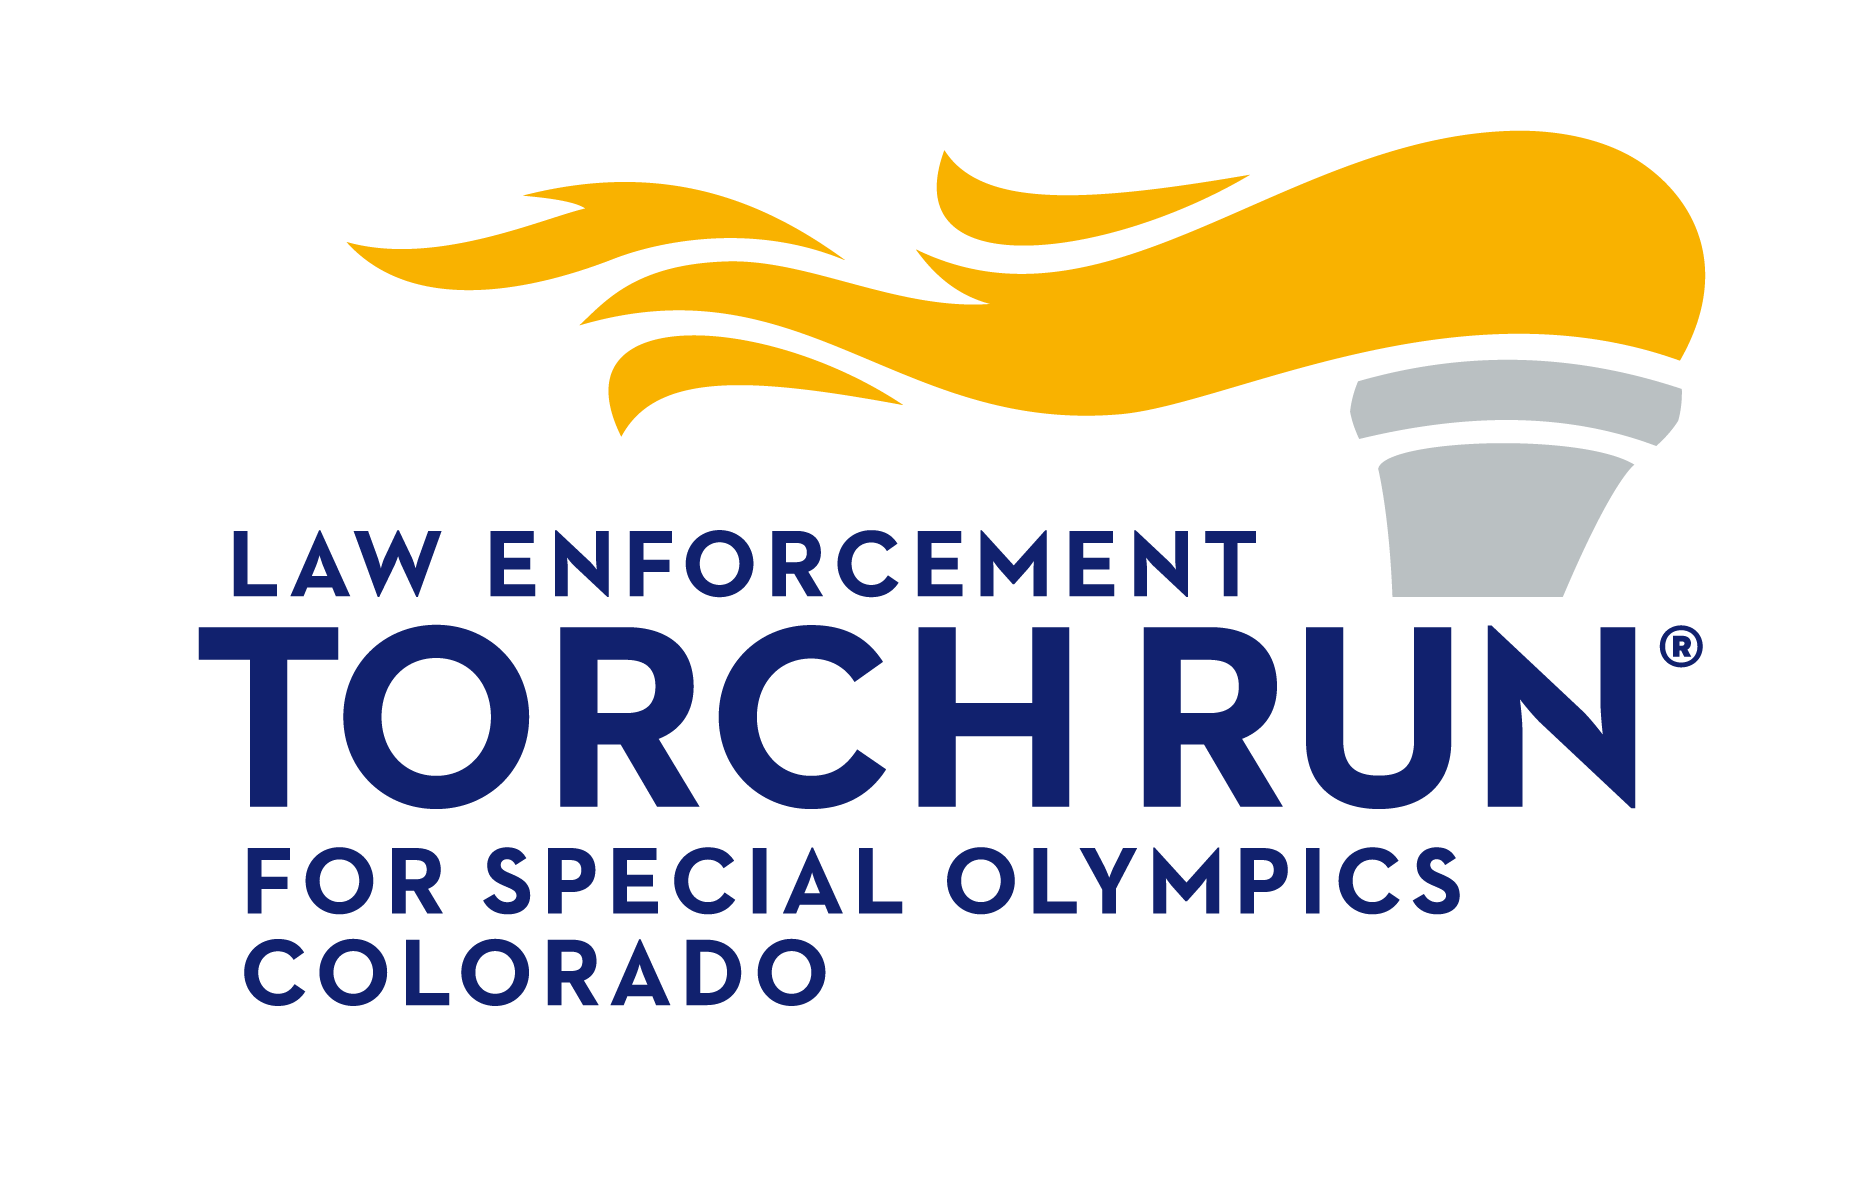 LAW ENFORCEMENT
TORCH RUN®
FOR SPECIAL OLYMPICS
COLORADO